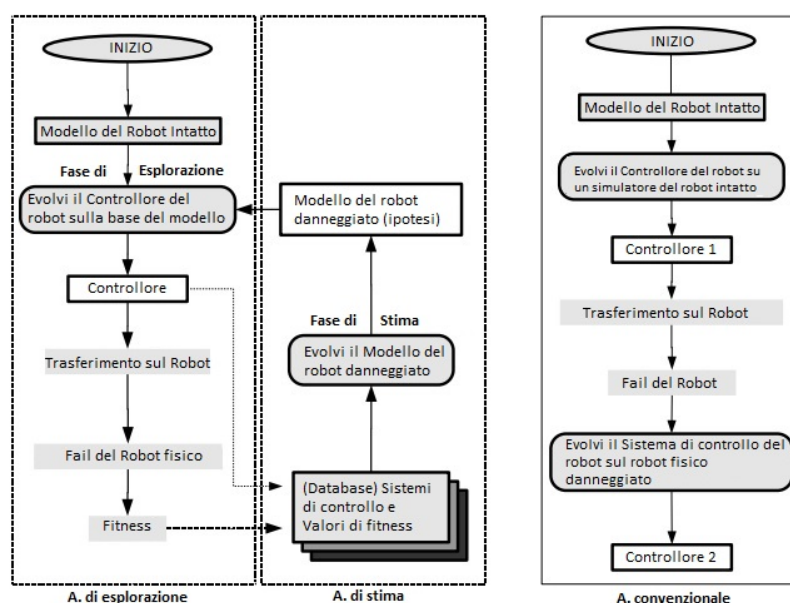 INIZIO
Modello del Robot Intatto
Fase di Esplorazione
Evolvi il Controllore del
robot sulla base del modello
Controllore
Trasferimento sul Robot
Fail del Robot fisico
Fitness
A. di esplorazione
Modello del robot
danneggiato (ipotesi)
Fase di Stima
Evolvi il Modello del
robot danneggiato
(Database) Sistemi
di controllo e
Valori di fitness
A. di stima
INIZIO
Modello del Robot Intatto
Evolvi il Controllore del robot su
un simulatore del robot intatto
Controllore 1
Trasferimento sul Robot
Fail del Robot
Evolvi il Sistema di controllo del
robot sul robot fisico
danneggiato
Controllore 2
A. convenzionale